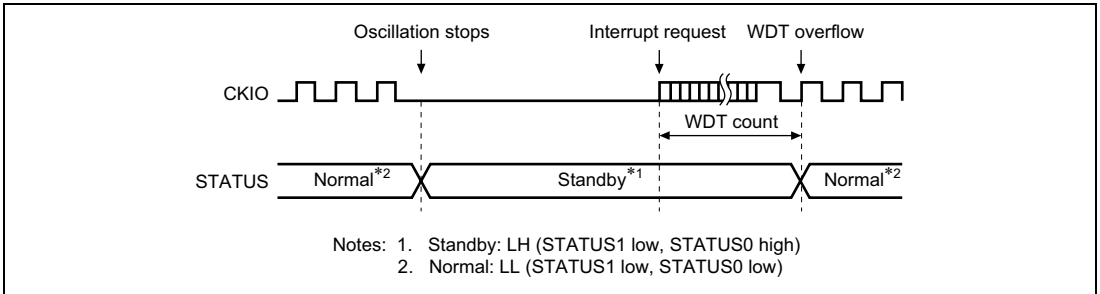 Oscillation stops Interrupt request WDT overflow
CKIO
WDT count
STATUS Normal*2 Standby*1 Normal*2
Notes: 1. Standby: LH (STATUS1 low, STATUS0 high)
2. Normal: LL (STATUS1 low, STATUS0 low)